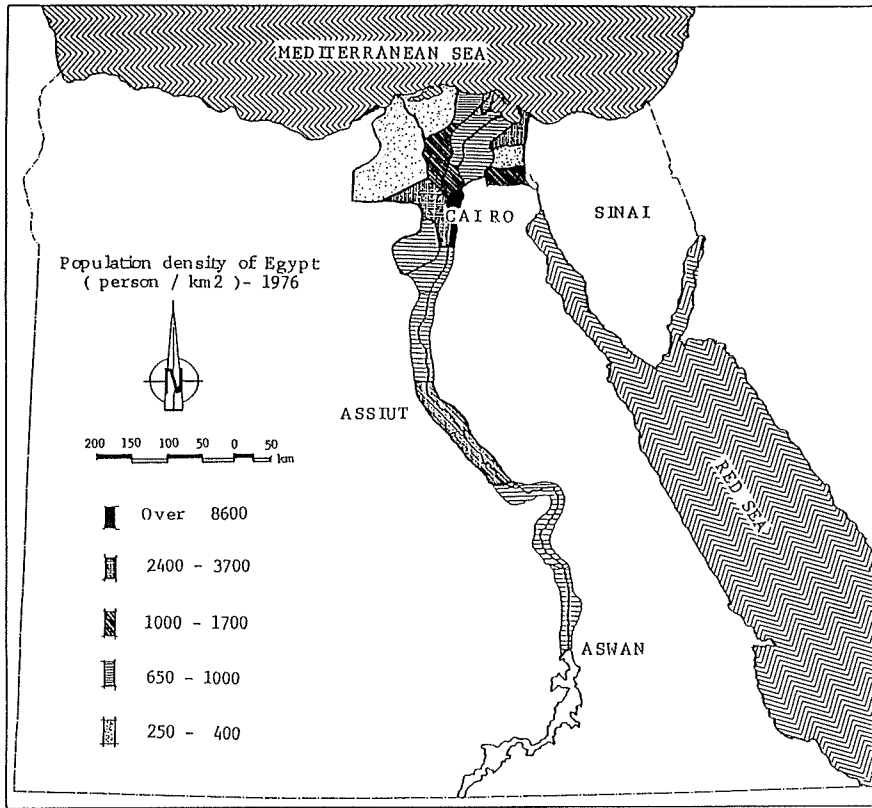 MEDITERRANEAN SEA
CAIRO
SINAI
Population density of Egypt
( person / km2 ) - 1976
N
ASSIUT
200 150 100 50 0 50
km
RED SEA
Over 8600
2400 - 3700
1000 - 1700
650 - 1000
250 - 400
ASWAN